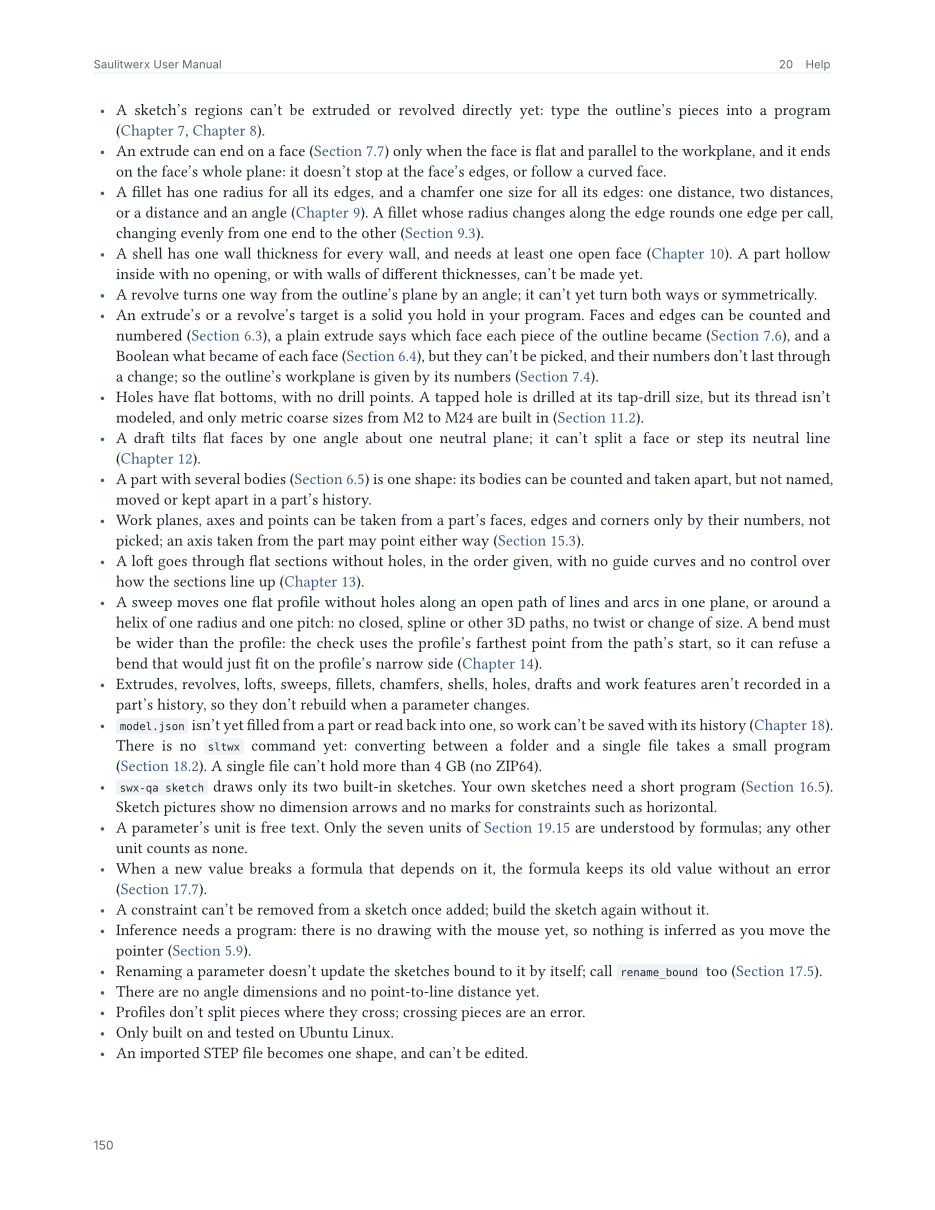 Saulitwerx User Manual
20 Help
• A sketch’s regions can’t be extruded or revolved directly yet: type the outline’s pieces into a program
(Chapter 7, Chapter 8).
• An extrude can end on a face (Section 7.7) only when the face is flat and parallel to the workplane, and it ends
on the face’s whole plane: it doesn’t stop at the face’s edges, or follow a curved face.
• A fillet has one radius for all its edges, and a chamfer one size for all its edges: one distance, two distances,
or a distance and an angle (Chapter 9). A fillet whose radius changes along the edge rounds one edge per call,
changing evenly from one end to the other (Section 9.3).
• A shell has one wall thickness for every wall, and needs at least one open face (Chapter 10). A part hollow
inside with no opening, or with walls of different thicknesses, can’t be made yet.
• A revolve turns one way from the outline’s plane by an angle; it can’t yet turn both ways or symmetrically.
• An extrude’s or a revolve’s target is a solid you hold in your program. Faces and edges can be counted and
numbered (Section 6.3), a plain extrude says which face each piece of the outline became (Section 7.6), and a
Boolean what became of each face (Section 6.4), but they can’t be picked, and their numbers don’t last through
a change; so the outline’s workplane is given by its numbers (Section 7.4).
• Holes have flat bottoms, with no drill points. A tapped hole is drilled at its tap-drill size, but its thread isn’t
modeled, and only metric coarse sizes from M2 to M24 are built in (Section 11.2).
• A draft tilts flat faces by one angle about one neutral plane; it can’t split a face or step its neutral line
(Chapter 12).
• A part with several bodies (Section 6.5) is one shape: its bodies can be counted and taken apart, but not named,
moved or kept apart in a part’s history.
• Work planes, axes and points can be taken from a part’s faces, edges and corners only by their numbers, not
picked; an axis taken from the part may point either way (Section 15.3).
• A loft goes through flat sections without holes, in the order given, with no guide curves and no control over
how the sections line up (Chapter 13).
• A sweep moves one flat profile without holes along an open path of lines and arcs in one plane, or around a
helix of one radius and one pitch: no closed, spline or other 3D paths, no twist or change of size. A bend must
be wider than the profile: the check uses the profile’s farthest point from the path’s start, so it can refuse a
bend that would just fit on the profile’s narrow side (Chapter 14).
• Extrudes, revolves, lofts, sweeps, fillets, chamfers, shells, holes, drafts and work features aren’t recorded in a
part’s history, so they don’t rebuild when a parameter changes.
• model.json isn’t yet filled from a part or read back into one, so work can’t be saved with its history (Chapter 18).
There is no sltwx command yet: converting between a folder and a single file takes a small program
(Section 18.2). A single file can’t hold more than 4 GB (no ZIP64).
• swx-qa sketch draws only its two built-in sketches. Your own sketches need a short program (Section 16.5).
Sketch pictures show no dimension arrows and no marks for constraints such as horizontal.
• A parameter’s unit is free text. Only the seven units of Section 19.15 are understood by formulas; any other
unit counts as none.
• When a new value breaks a formula that depends on it, the formula keeps its old value without an error
(Section 17.7).
• A constraint can’t be removed from a sketch once added; build the sketch again without it.
• Inference needs a program: there is no drawing with the mouse yet, so nothing is inferred as you move the
pointer (Section 5.9).
• Renaming a parameter doesn’t update the sketches bound to it by itself; call rename_bound too (Section 17.5).
• There are no angle dimensions and no point-to-line distance yet.
• Profiles don’t split pieces where they cross; crossing pieces are an error.
• Only built on and tested on Ubuntu Linux.
• An imported STEP file becomes one shape, and can’t be edited.
150